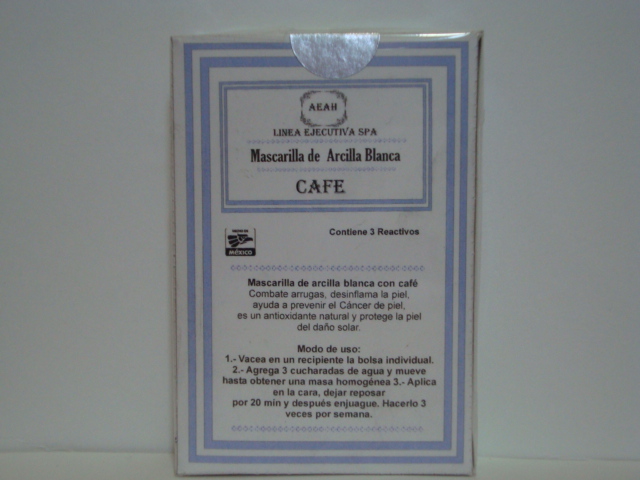 AEAH
LINEA EJECUTIVA SPA
Mascarilla de Arcilla Blanca
CAFE
HECHO EN
MÉXICO
Contiene 3 Reactivos
Mascarilla de arcilla blanca con café
Combate arrugas, desinflama la piel,
ayuda a prevenir el Cáncer de piel,
es un antioxidante natural y protege la piel
del daño solar.
Modo de uso:
1.- Vacea en un recipiente la bolsa individual.
2.- Agrega 3 cucharadas de agua y mueve
hasta obtener una masa homogénea 3.- Aplica
en la cara, dejar reposar
por 20 min y después enjuague. Hacerlo 3
veces por semana.